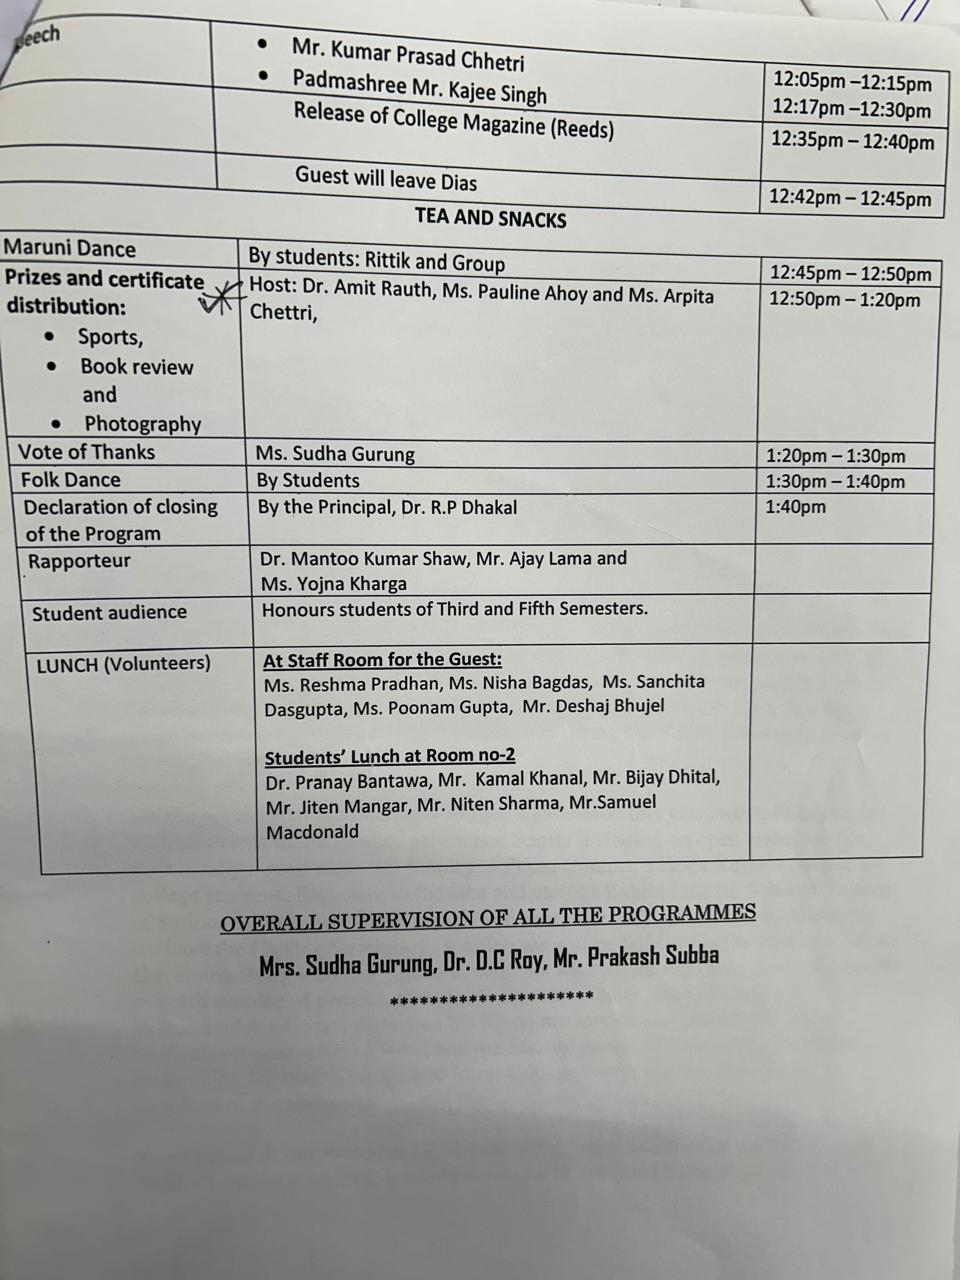 peech
• Mr. Kumar Prasad Chhetri
12:05pm –12:15pm
• Padmashree Mr. Kajee Singh
12:17pm –12:30pm
Release of College Magazine (Reeds)
12:35pm – 12:40pm
Guest will leave Dias
12:42pm – 12:45pm
TEA AND SNACKS
Maruni Dance
By students: Rittik and Group
12:45pm – 12:50pm
Prizes and certificate
distribution:
• Sports,
• Book review
and
• Photography
Host: Dr. Amit Rauth, Ms. Pauline Ahoy and Ms. Arpita
Chettri,
12:50pm – 1:20pm
Vote of Thanks
Ms. Sudha Gurung
1:20pm – 1:30pm
Folk Dance
By Students
1:30pm – 1:40pm
Declaration of closing
of the Program
By the Principal, Dr. R.P Dhakal
1:40pm
Rapporteur
Dr. Mantoo Kumar Shaw, Mr. Ajay Lama and
Ms. Yojna Kharga
Student audience
Honours students of Third and Fifth Semesters.
LUNCH (Volunteers)
At Staff Room for the Guest:
Ms. Reshma Pradhan, Ms. Nisha Bagdas, Ms. Sanchita
Dasgupta, Ms. Poonam Gupta, Mr. Deshaj Bhujel
Students' Lunch at Room no-2
Dr. Pranay Bantawa, Mr. Kamal Khanal, Mr. Bijay Dhital,
Mr. Jiten Mangar, Mr. Niten Sharma, Mr.Samuel
Macdonald
OVERALL SUPERVISION OF ALL THE PROGRAMMES
Mrs. Sudha Gurung, Dr. D.C Roy, Mr. Prakash Subba
*********************